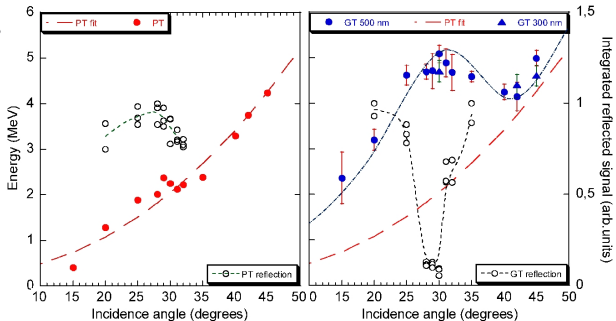 PT fit PT
GT 500 nm PT fit GT 300 nm
6
5
4
3
2
1
0
Energy (MeV)
PT reflection
GT reflection
1,5
1
0,5
0
Integrated reflected signal (arb.units)
10 15 20 25 30 35 40 45 50
0 15 20 25 30 35 40 45 50
Incidence angle (degrees)
Incidence angle (degrees)